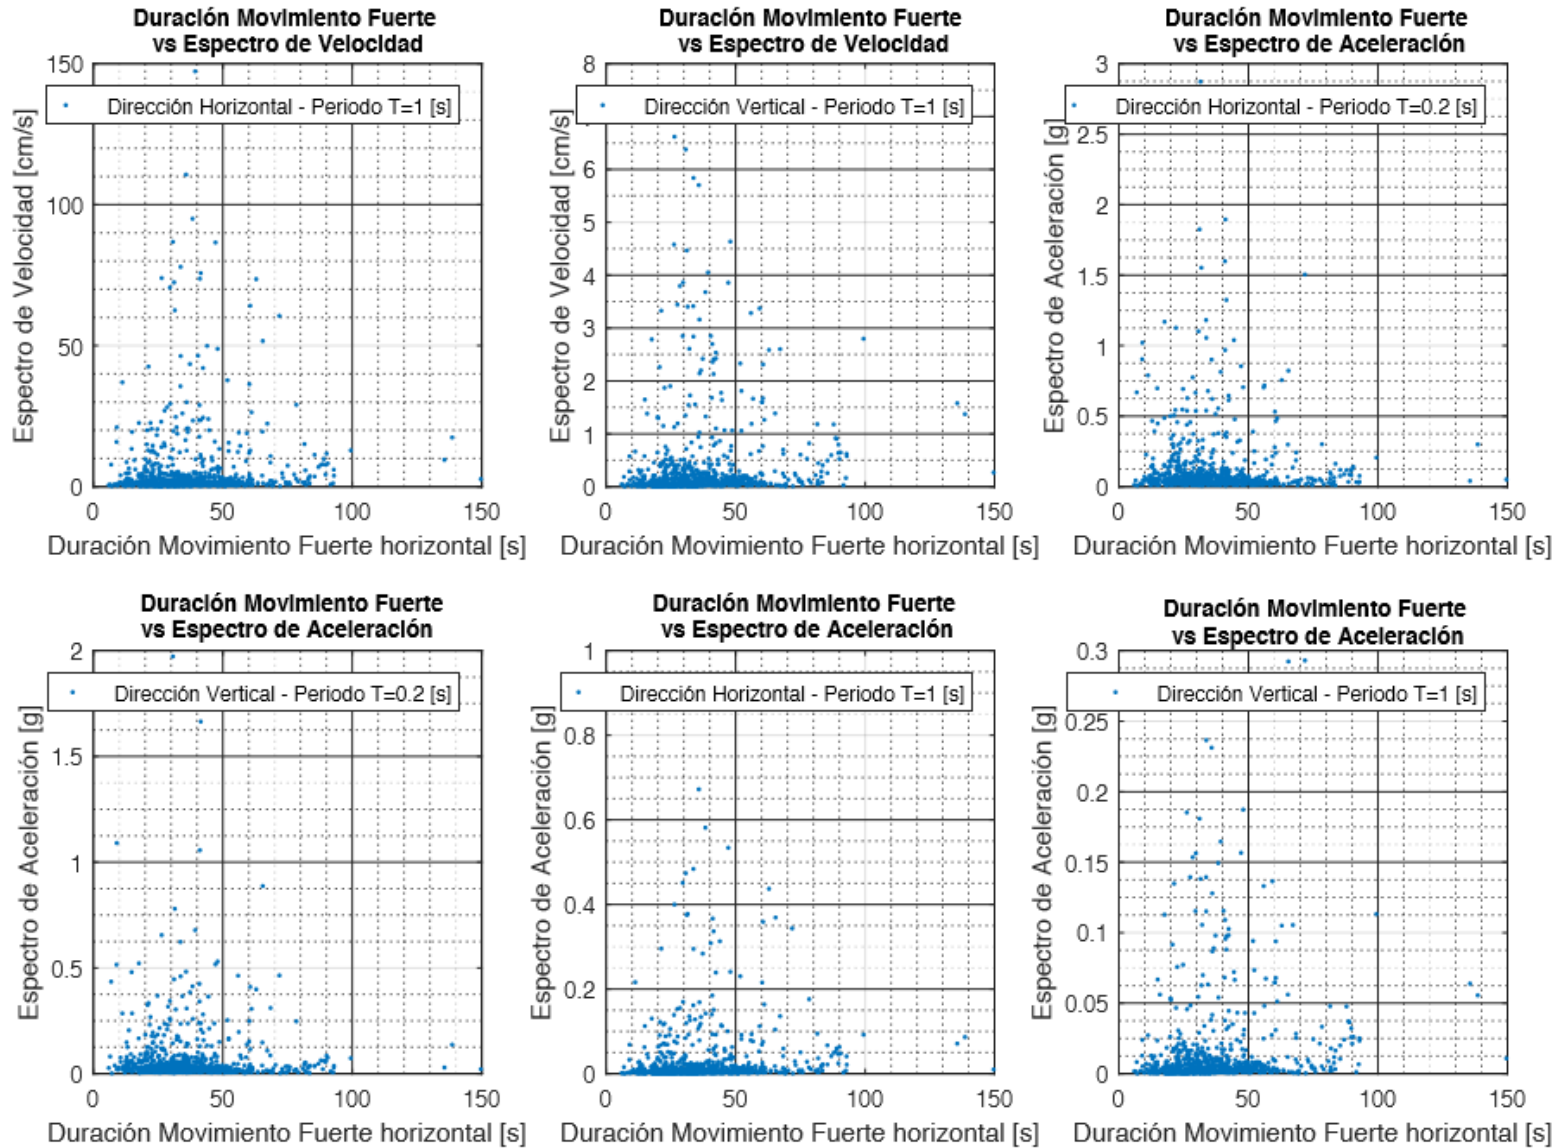 Duración Movimiento Fuerte
vs Espectro de Velocidad
150
100
50
0
Espectro de Velocidad [cm/s]
Dirección Horizontal - Periodo T=1 [s]
0 50 100 150
Duración Movimiento Fuerte horizontal [s]
Duración Movimiento Fuerte
vs Espectro de Velocidad
8
6
5
4
3
2
1
0
Espectro de Velocidad [cm/s]
Dirección Vertical - Periodo T=1 [s]
0 50 100 150
Duración Movimiento Fuerte horizontal [s]
Duración Movimiento Fuerte
vs Espectro de Aceleración
3
2.5
2
1.5
1
0.5
0
Espectro de Aceleración [g]
Dirección Horizontal - Periodo T=0.2 [s]
0 50 100 150
Duración Movimiento Fuerte horizontal [s]
Duración Movimiento Fuerte
vs Espectro de Aceleración
2
1.5
1
0.5
0
Espectro de Aceleración [g]
Dirección Vertical - Periodo T=0.2 [s]
0 50 100 150
Duración Movimiento Fuerte horizontal [s]
Duración Movimiento Fuerte
vs Espectro de Aceleración
1
0.8
0.6
0.4
0.2
0
Espectro de Aceleración [g]
Dirección Horizontal - Periodo T=1 [s]
0 50 100 150
Duración Movimiento Fuerte horizontal [s]
Duración Movimiento Fuerte
vs Espectro de Aceleración
0.3
0.25
0.2
0.15
0.1
0.05
0
Espectro de Aceleración [g]
Dirección Vertical - Periodo T=1 [s]
0 50 100 150
Duración Movimiento Fuerte horizontal [s]